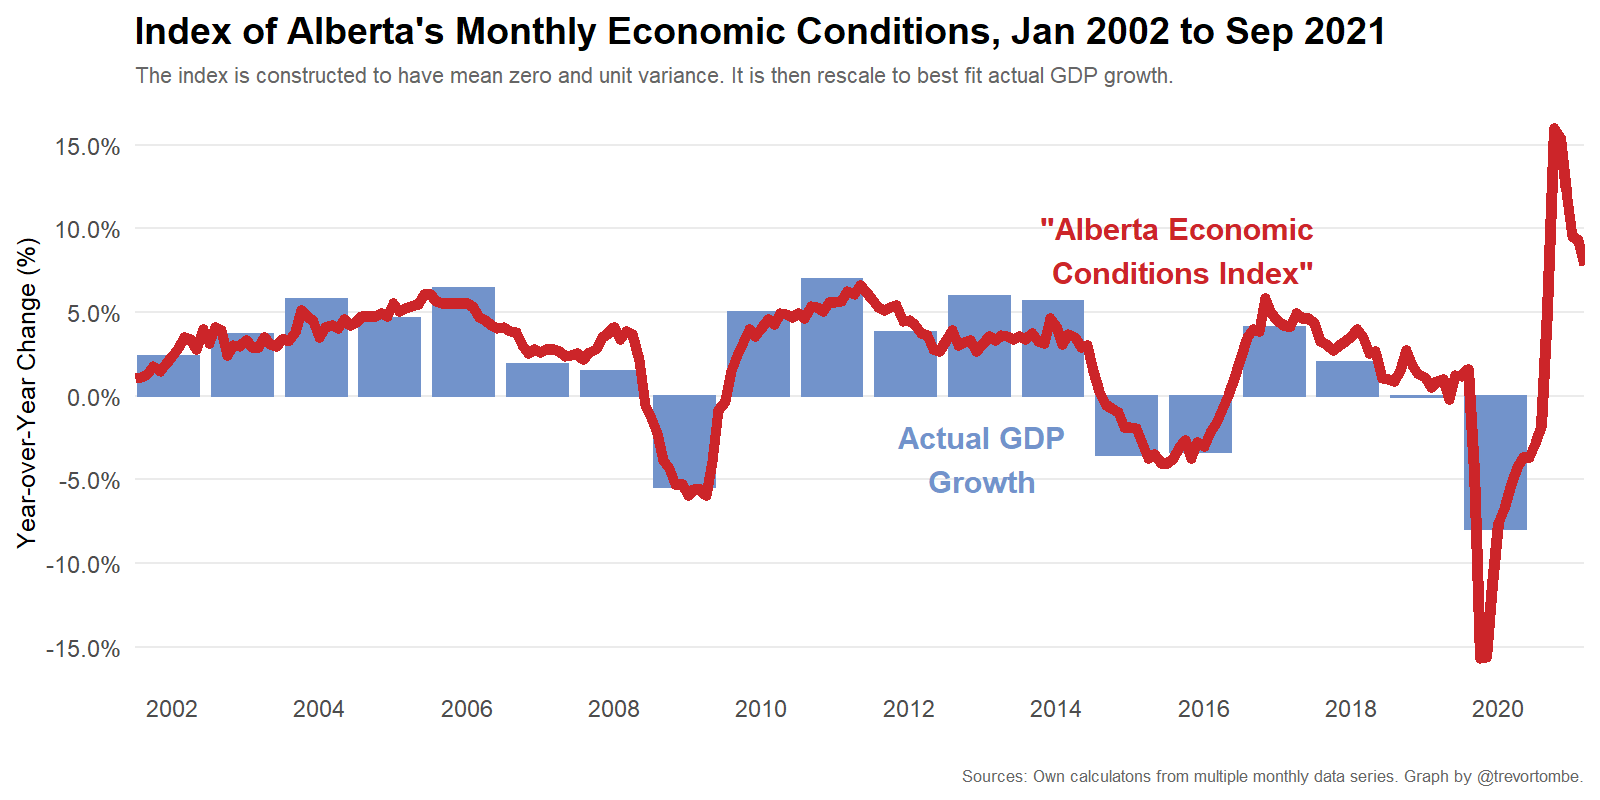 Index of Alberta's Monthly Economic Conditions, Jan 2002 to Sep 2021
The index is constructed to have mean zero and unit variance. It is then rescale to best fit actual GDP growth.
Year-over-Year Change (%)
15.0%
10.0%
5.0%
0.0%
-5.0%
-10.0%
-15.0%
"Alberta Economic
Conditions Index"
Actual GDP
Growth
2002 2004 2006 2008 2010 2012 2014 2016 2018 2020
Sources: Own calculatons from multiple monthly data series. Graph by @trevortombe.